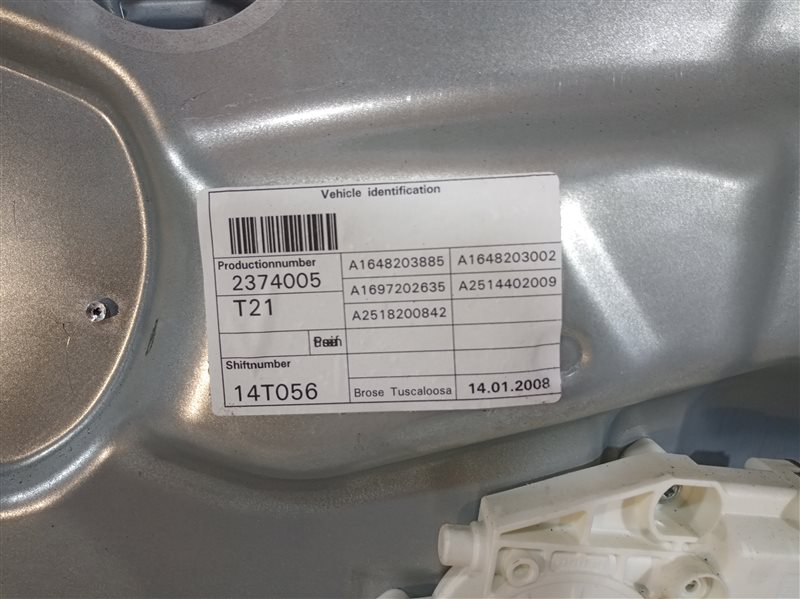 Vehicle identification
Productionnumber
2374005
T21
Shiftnumber
14T056
A1648203885 A1648203002
A1697202635 A2514402009
A2518200842
Brose Tuscaloosa 14.01.2008